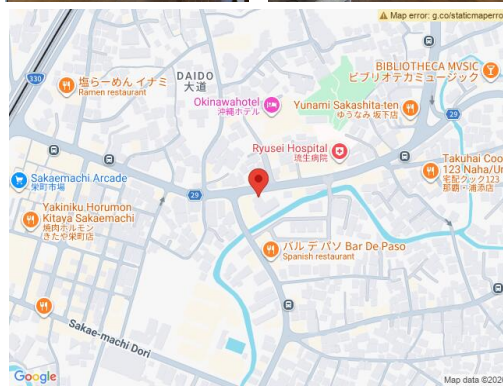 Map error: g.co/staticmaperro
BIBLIOTHECA MVSIC
ビブリオテカミュージック
330
塩らーめん イナミ
Ramen restaurant
DAIDO
大道
Okinawahotel
沖縄ホテル
Yunami Sakashita-ten
ゆうなみ 坂下店
29
Ryusei Hospital
琉生病院
Takuhai Coo
123 Naha/Ur
宅配クック123
那覇・浦添店
Sakaemachi Arcade
栄町市場
29
Yakiniku Horumon
Kitaya Sakaemachi
焼肉ホルモン
きたや栄町店
バル デ パソ Bar De Paso
Spanish restaurant
Sakae-machi Dori
Google
Map data ©202